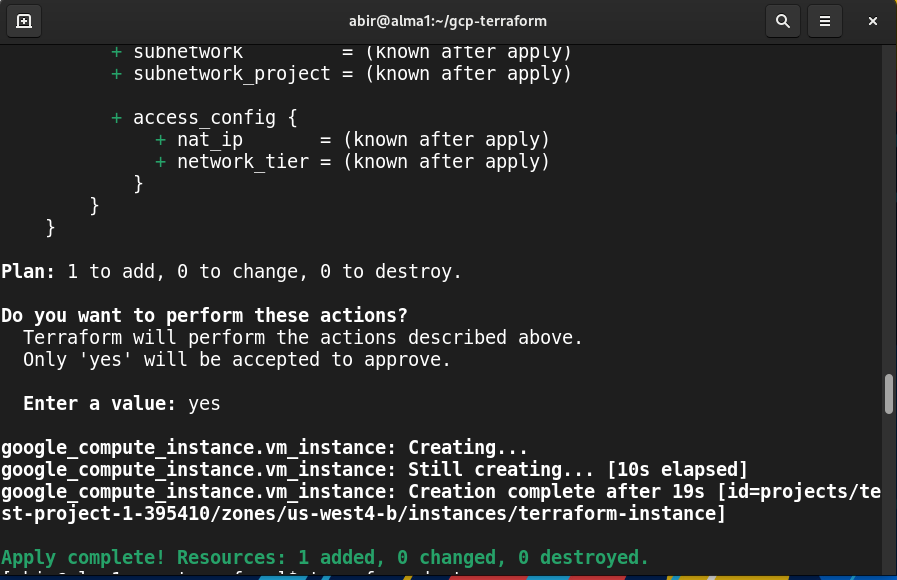 abir@alma1:~/gcp-terraform
+ subnetwork         = (known after apply)
+ subnetwork_project = (known after apply)
+ access_config {
+ nat_ip       = (known after apply)
+ network_tier = (known after apply)
}
}
}
Plan: 1 to add, 0 to change, 0 to destroy.
Do you want to perform these actions?
Terraform will perform the actions described above.
Only 'yes' will be accepted to approve.
Enter a value: yes
google_compute_instance.vm_instance: Creating...
google_compute_instance.vm_instance: Still creating... [10s elapsed]
google_compute_instance.vm_instance: Creation complete after 19s [id=projects/te
st-project-1-395410/zones/us-west4-b/instances/terraform-instance]
Apply complete! Resources: 1 added, 0 changed, 0 destroyed.